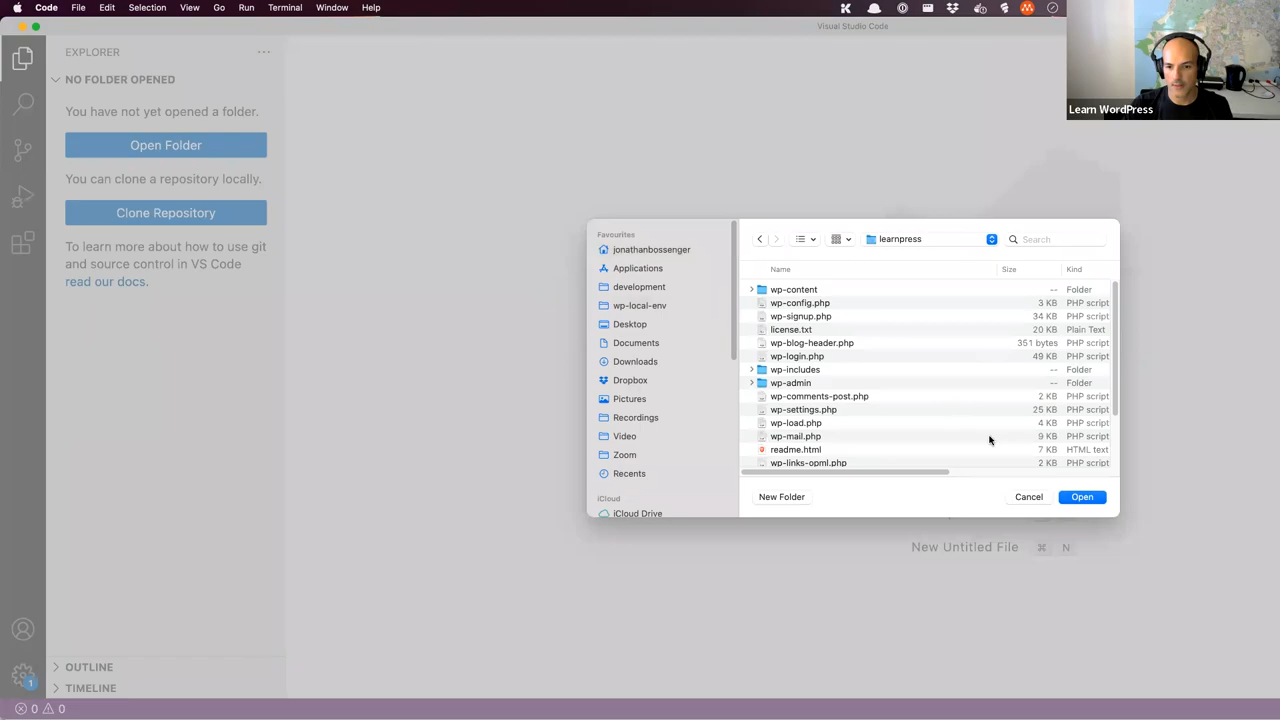 Code File Edit Selection View Go Run Terminal Window Help
Visual Studio Code
EXPLORER
NO FOLDER OPENED
You have not yet opened a folder.
Open Folder
You can clone a repository locally.
Clone Repository
To learn more about how to use git
and source control in VS Code
read our docs.
OUTLINE
TIMELINE
1
0 0
Favourites
jonathanbossenger
Applications
development
wp-local-env
Desktop
Documents
Downloads
Dropbox
Pictures
Recordings
Video
Zoom
Recents
iCloud
iCloud Drive
learnpress
Search
Name Size Kind
wp-content -- Folder
wp-config.php 3 KB PHP script
wp-signup.php 34 KB PHP script
license.txt 20 KB Plain Text
wp-blog-header.php 351 bytes PHP script
wp-login.php 49 KB PHP script
wp-includes -- Folder
wp-admin -- Folder
wp-comments-post.php 2 KB PHP script
wp-settings.php 25 KB PHP script
wp-load.php 4 KB PHP script
wp-mail.php 9 KB PHP script
readme.html 7 KB HTML text
wp-links-opml.php 2 KB PHP script
New Folder Cancel Open
New Untitled File ⌘ N
Learn WordPress